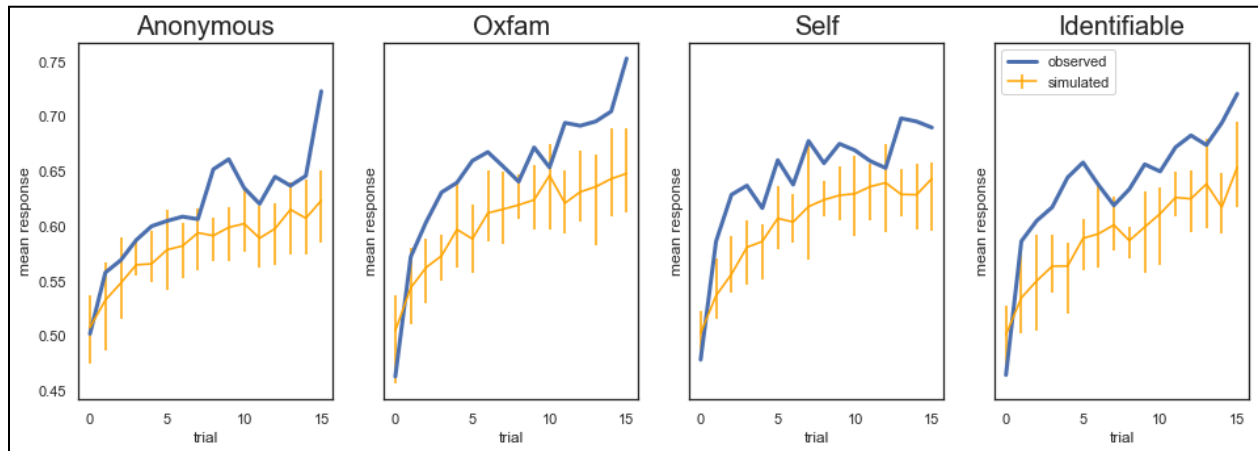 Anonymous
Oxfam
Self
Identifiable
0.75
0.70
0.65
0.60
0.55
0.50
0.45
mean response
mean response
mean response
mean response
observed
simulated
0 5 10 15
0 5 10 15
0 5 10 15
0 5 10 15
trial
trial
trial
trial